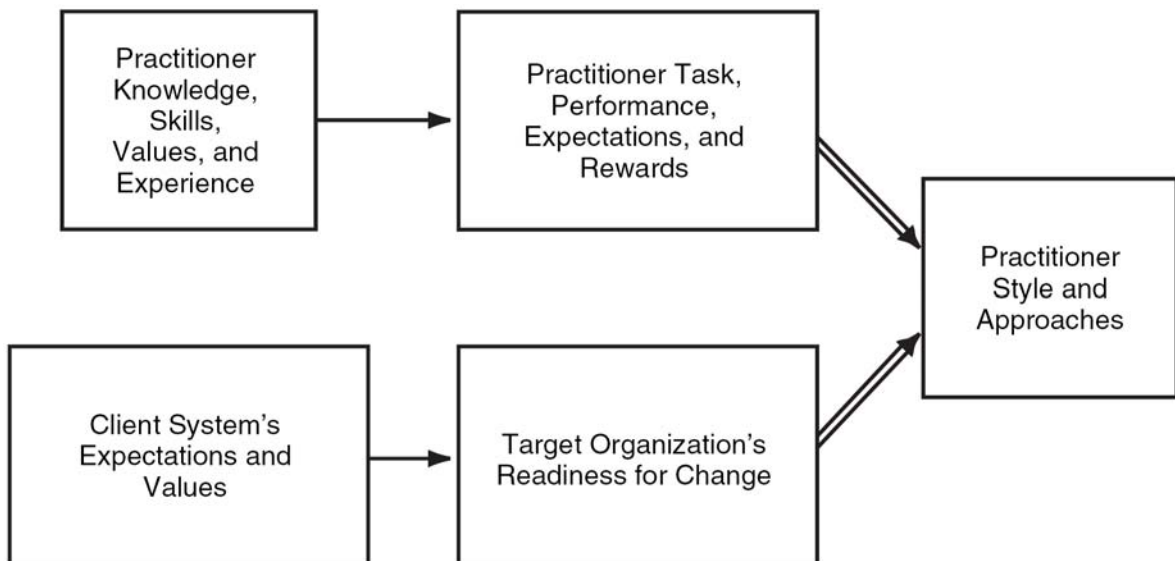 Practitioner
Knowledge,
Skills,
Values, and
Experience
Practitioner Task,
Performance,
Expectations, and
Rewards
Practitioner
Style and
Approaches
Client System’s
Expectations and
Values
Target Organization’s
Readiness for Change